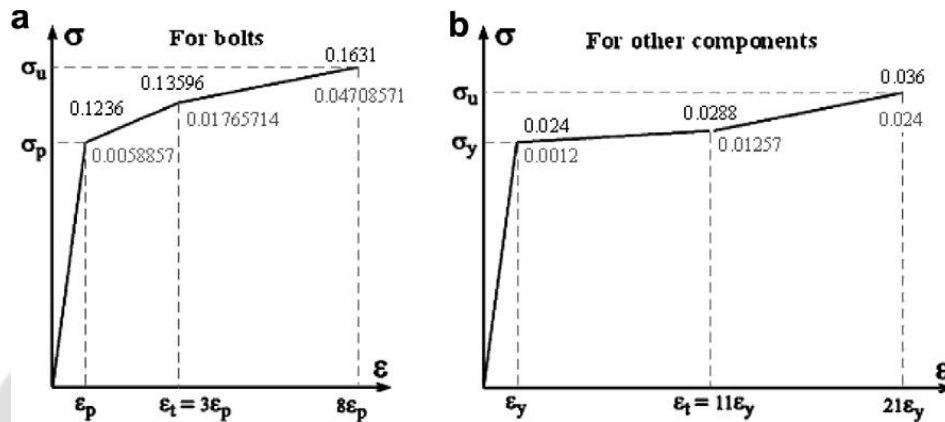 a
σ
For bolts
σu
0.1631
0.13596
0.1236
0.04708571
0.01765714
σp
0.0058857
ε
εp
εt = 3εp
8εp
b
σ
For other components
0.036
σu
0.0288
0.024
0.024
σy
0.01257
0.0012
ε
εy
εt = 11εy
21εy